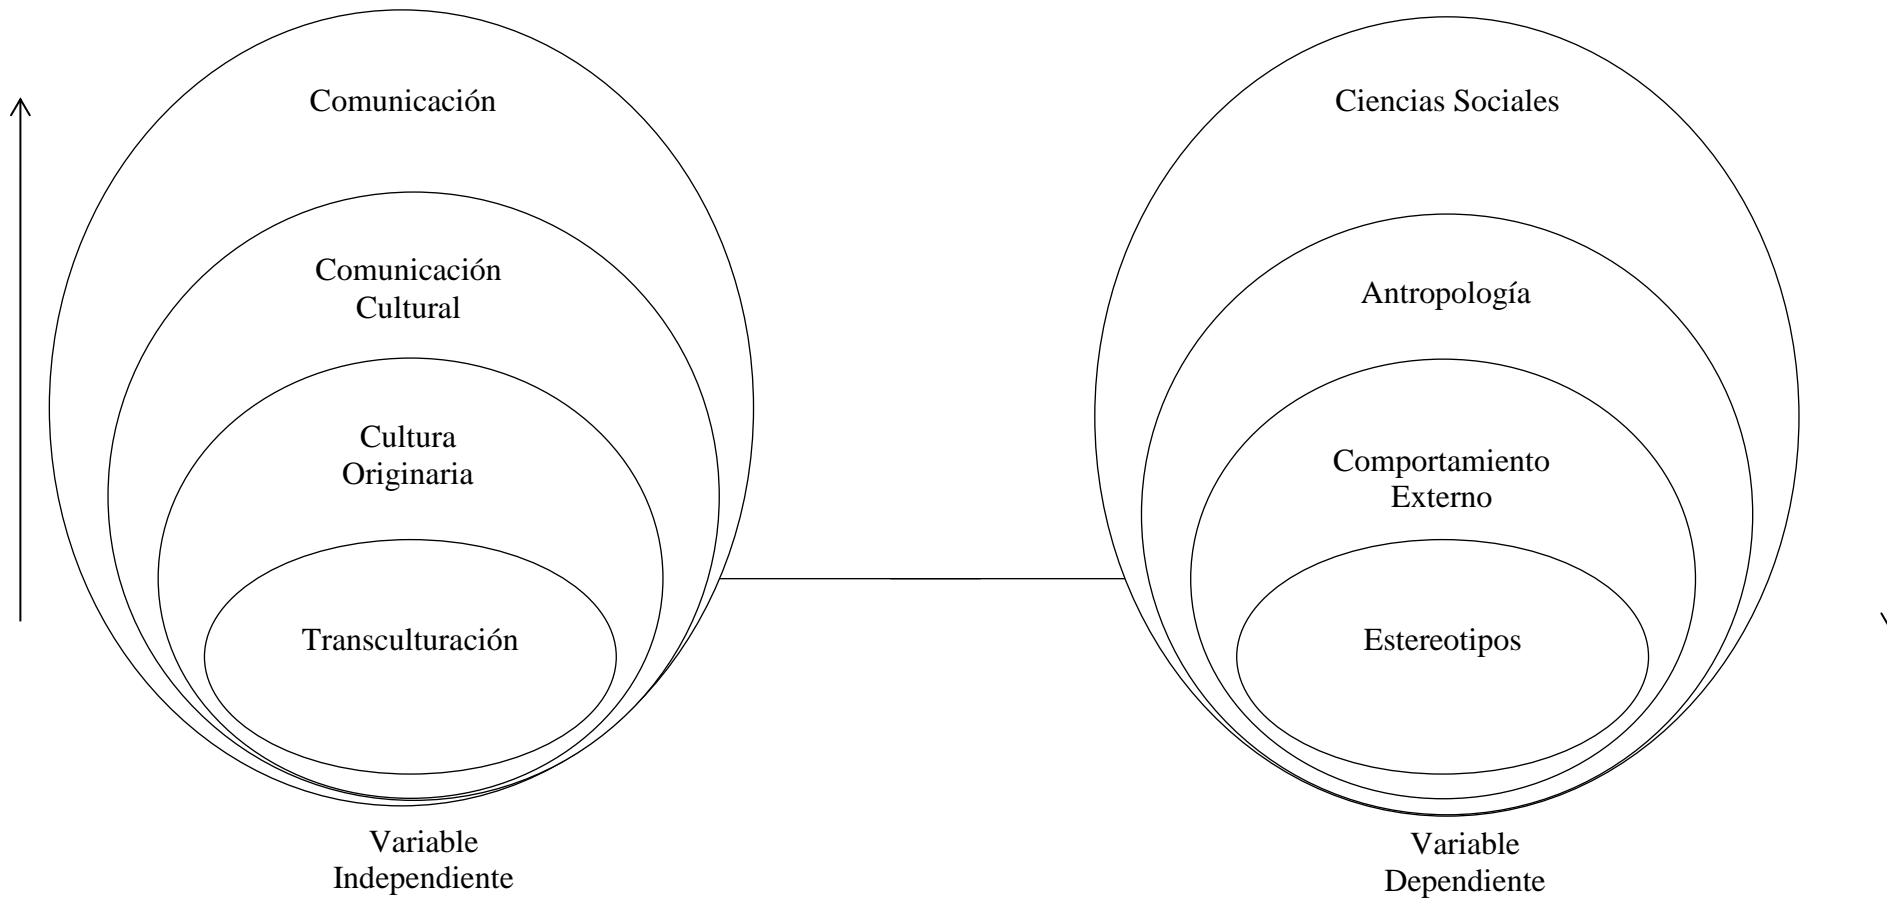 Comunicación
Comunicación
Cultural
Cultura
Originaria
Transculturación
Variable
Independiente
Ciencias Sociales
Antropología
Comportamiento
Externo
Estereotipos
Variable
Dependiente